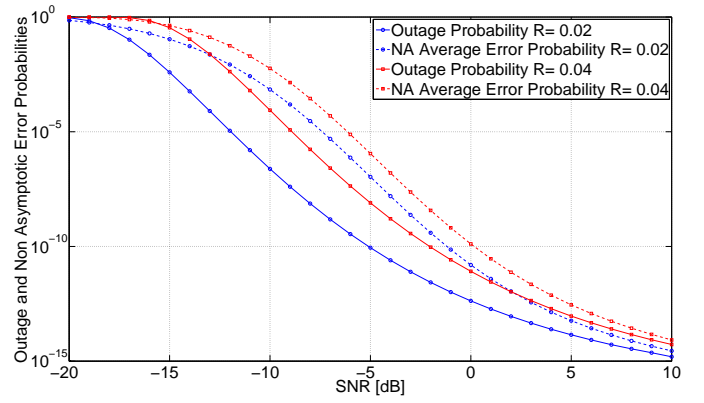 Outage and Non Asymptotic Error Probabilities
10^0
10^−5
10^−10
10^−15
Outage Probability R= 0.02
NA Average Error Probability R= 0.02
Outage Probability R= 0.04
NA Average Error Probability R= 0.04
−20 −15 −10 −5 0 5 10
SNR [dB]